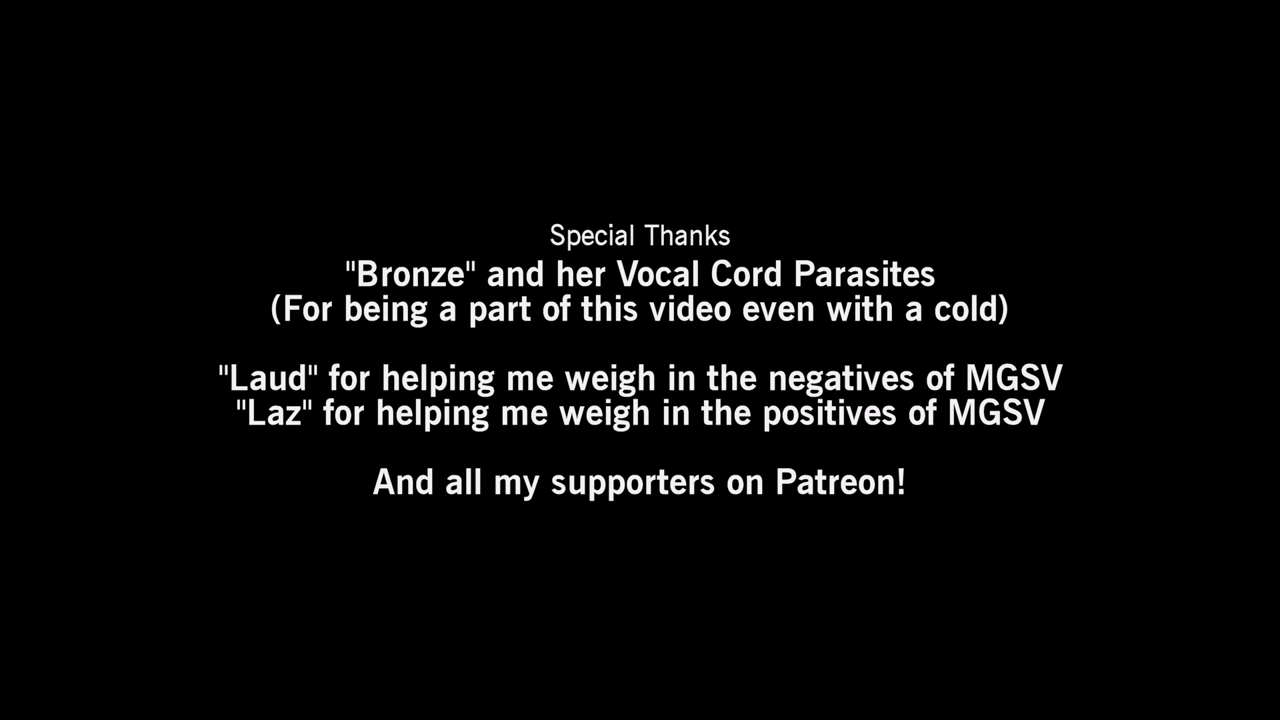 Special Thanks
"Bronze" and her Vocal Cord Parasites
(For being a part of this video even with a cold)
"Laud" for helping me weigh in the negatives of MGSV
"Laz" for helping me weigh in the positives of MGSV
And all my supporters on Patreon!